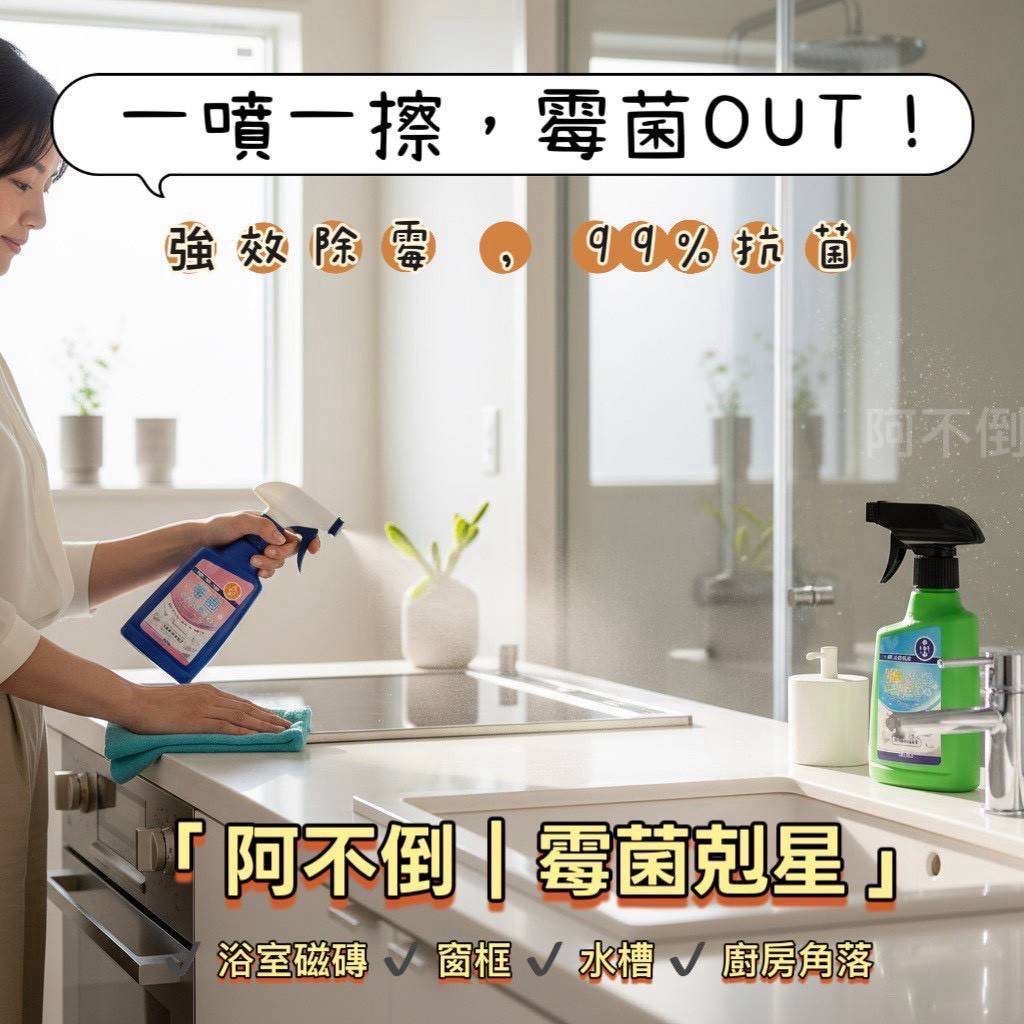 一噴一擦，霉菌OUT！
強效除霉，99%抗菌
阿不倒
「阿不倒｜霉菌剋星」
✓ 浴室磁磚 ✓ 窗框 ✓ 水槽 ✓ 廚房角落